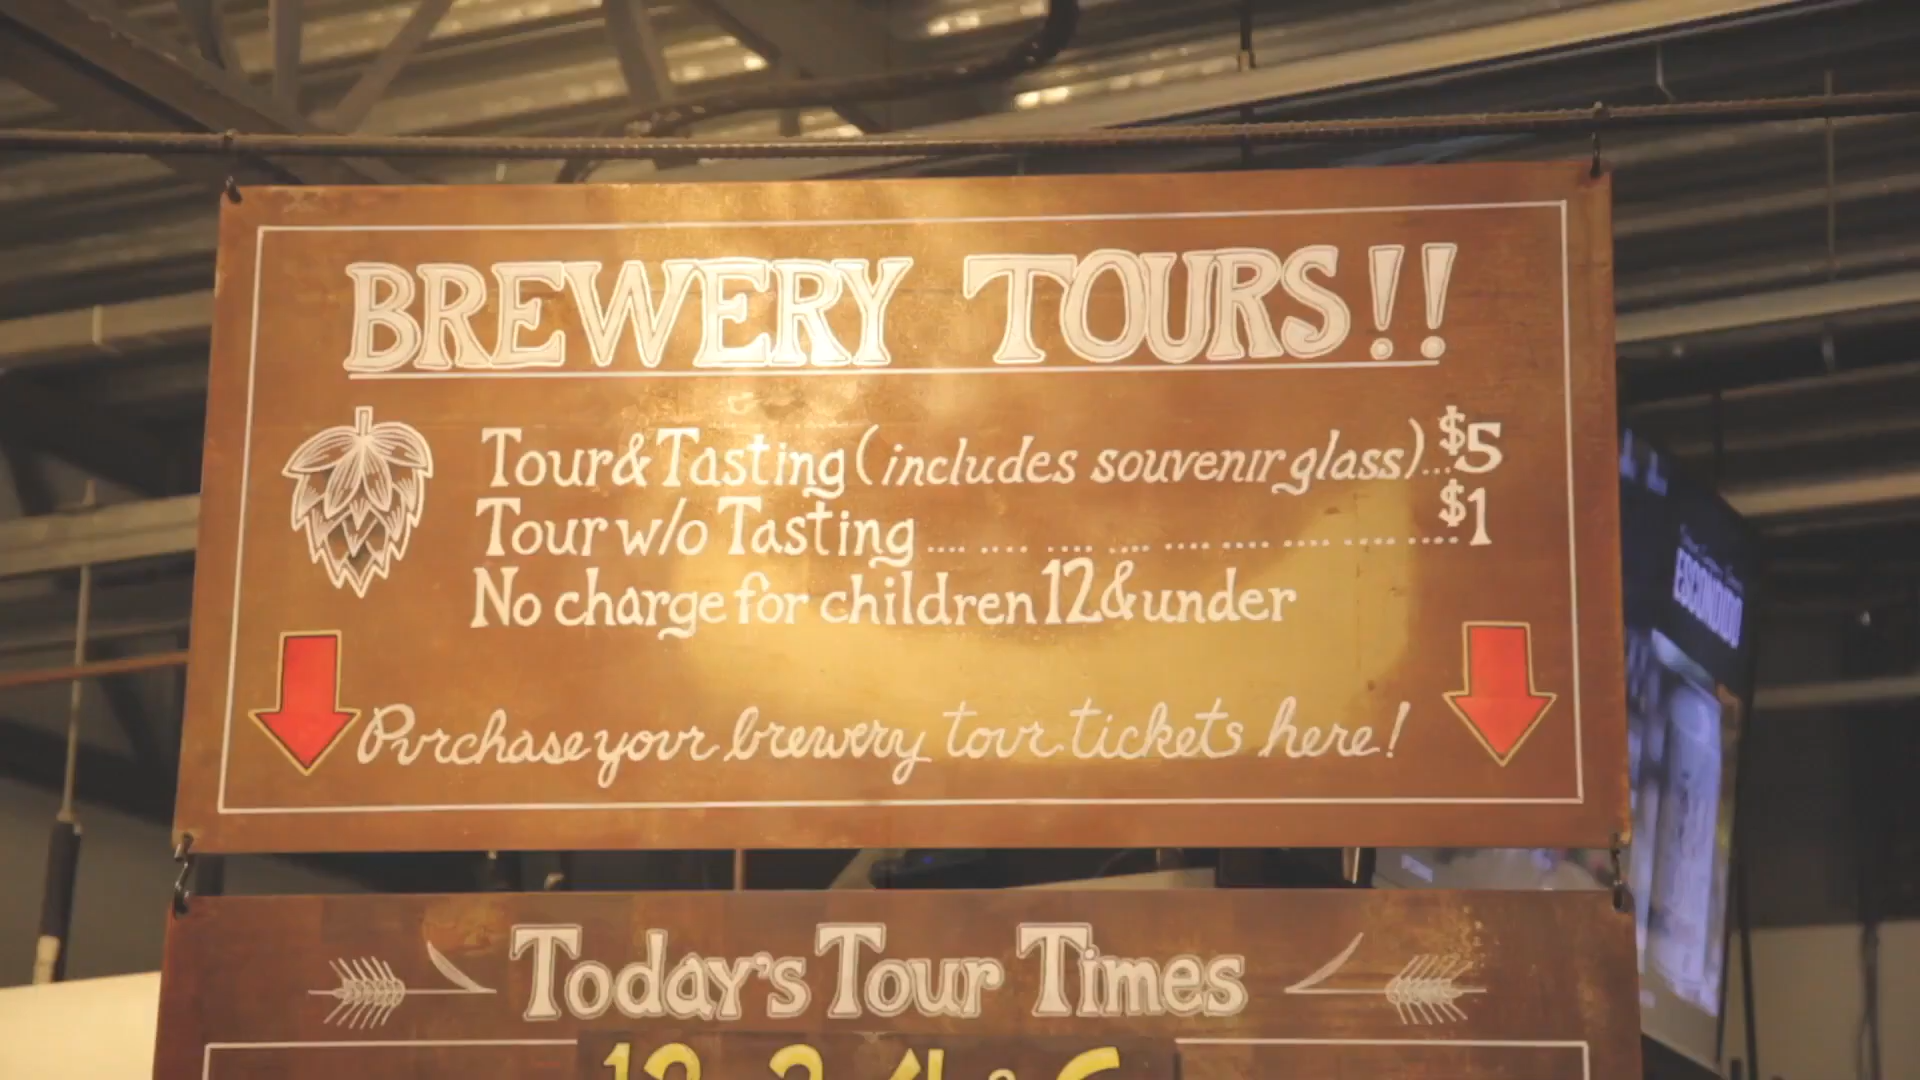 BREWERY TOURS!!
Tour & Tasting (includes souvenir glass)...$5
Tour w/o Tasting .... .... .... .... .... .... .... .... ....$1
No charge for children 12 & under
Purchase your brewery tour tickets here!
ESCONDIDO
Today's Tour Times